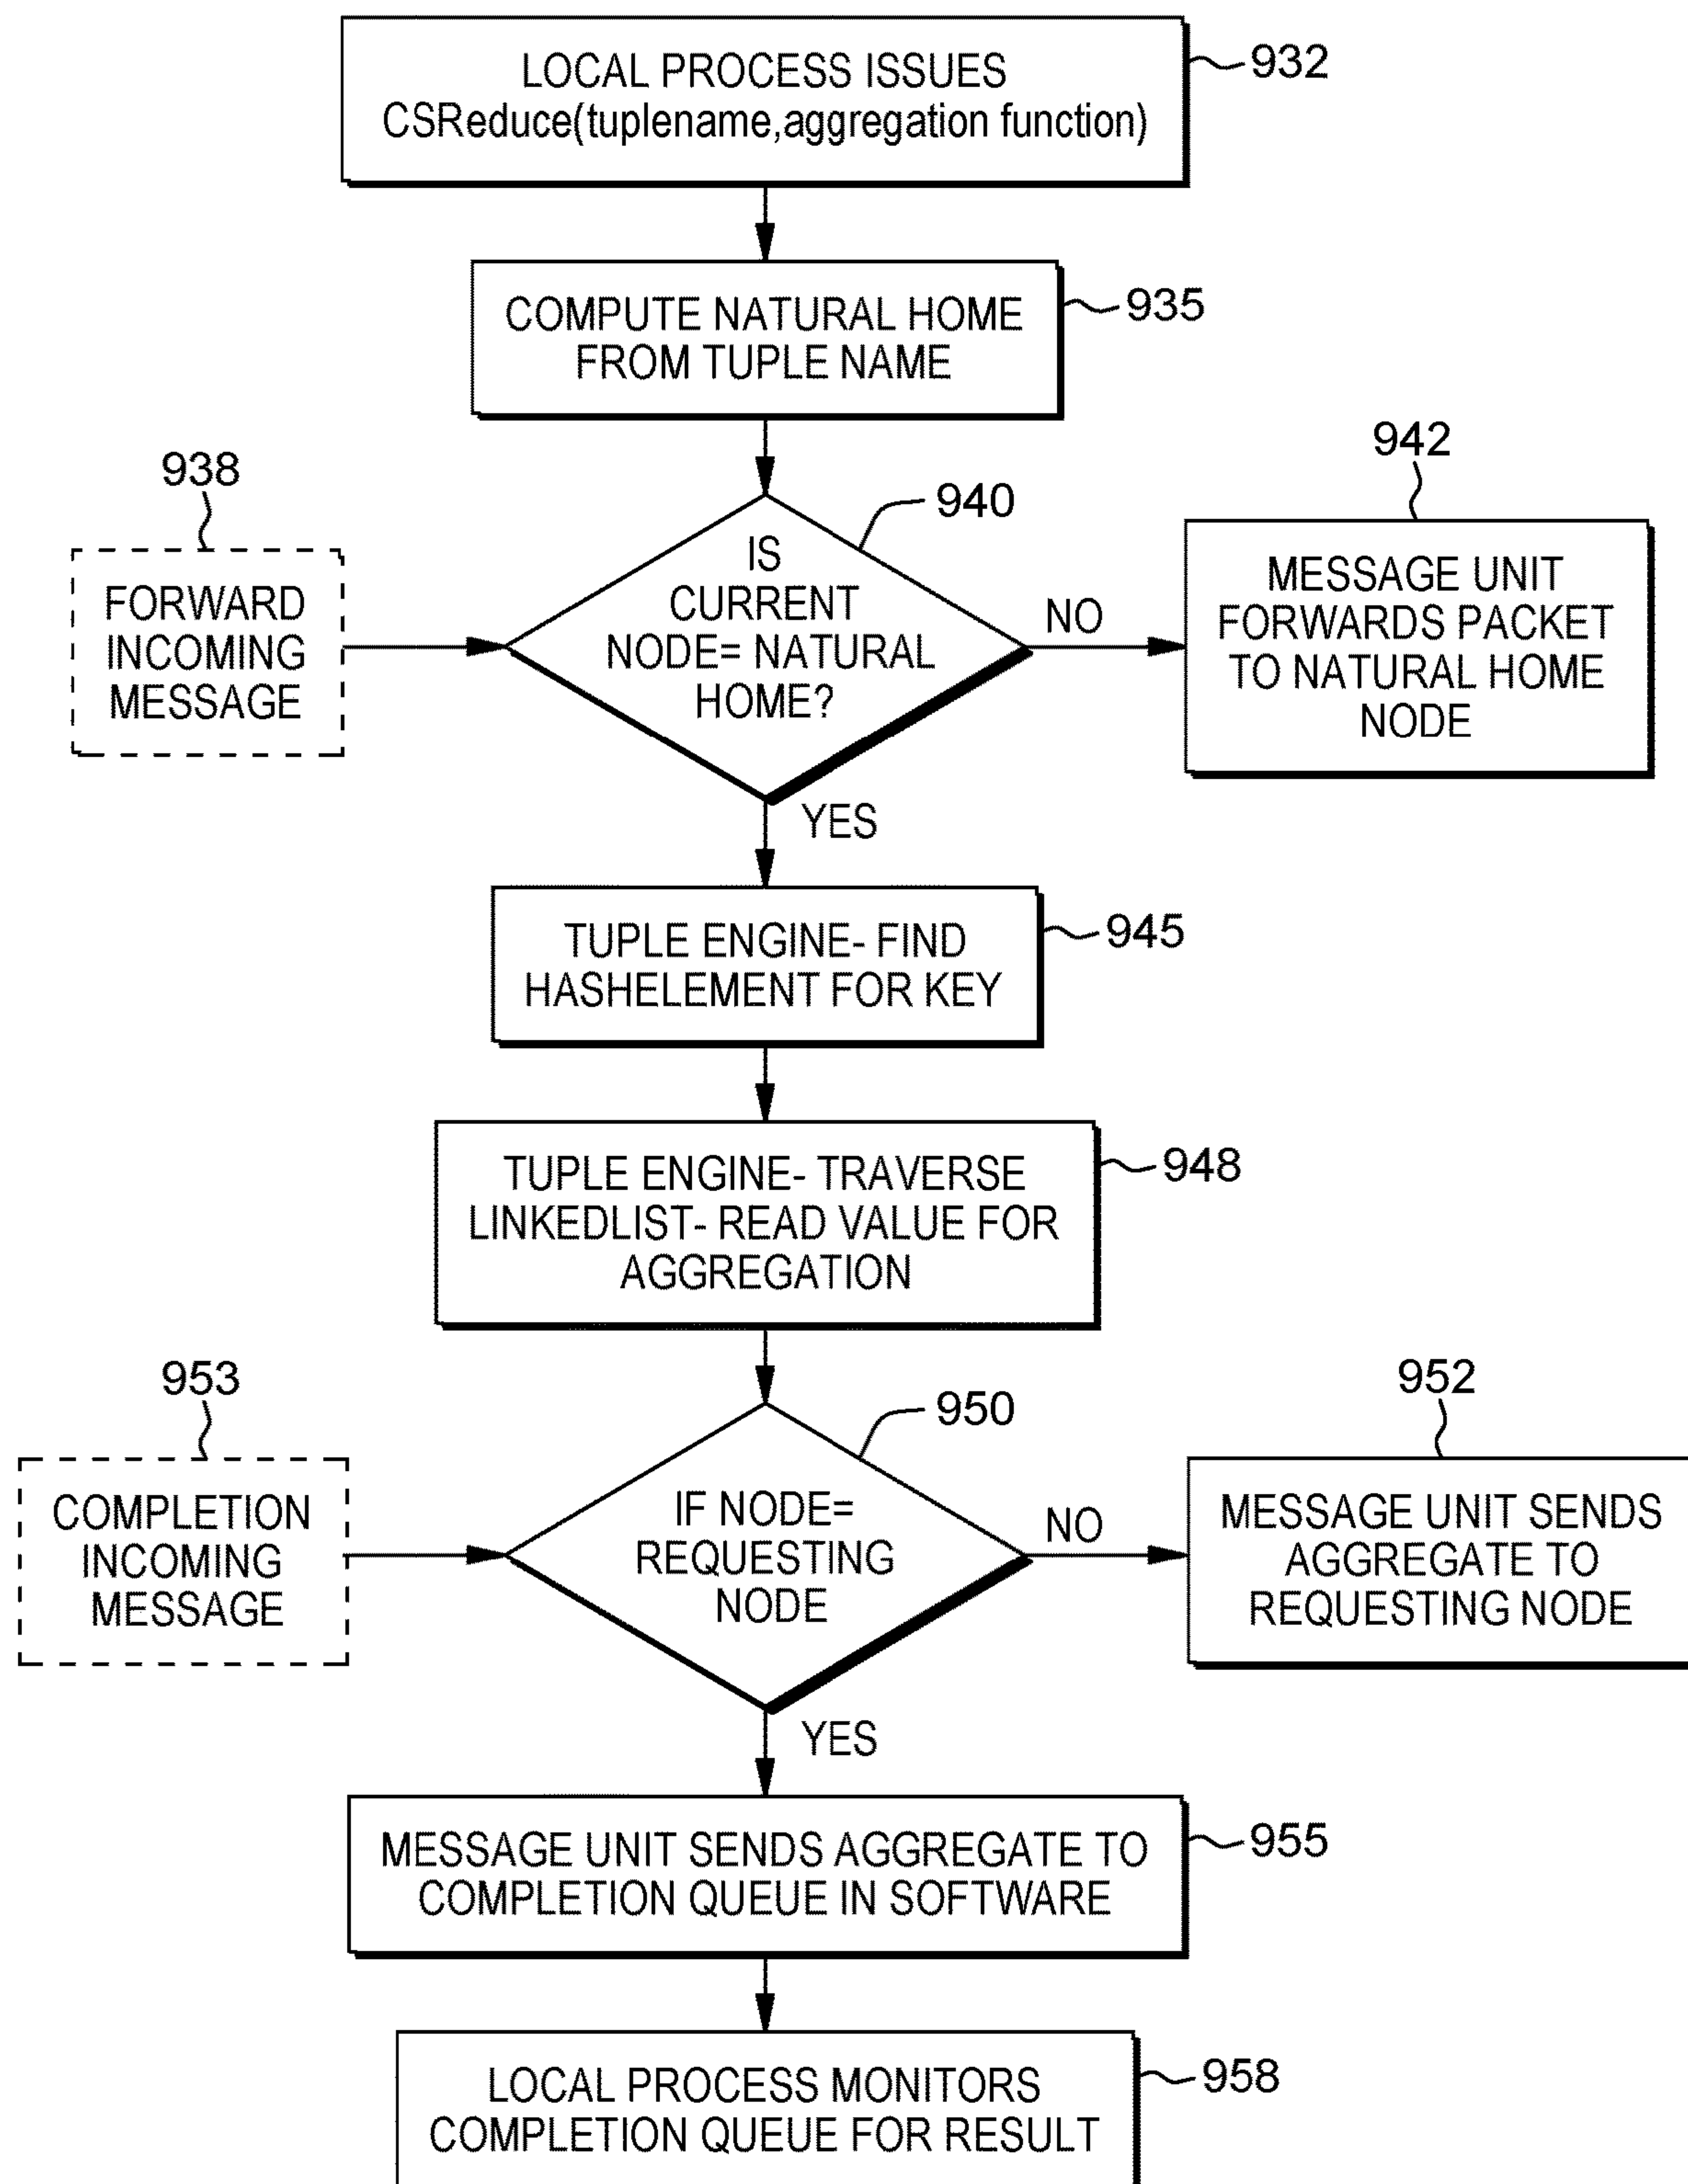 LOCAL PROCESS ISSUES
CSReduce(tuplename,aggregation function)
932
COMPUTE NATURAL HOME
FROM TUPLE NAME
935
938
FORWARD
INCOMING
MESSAGE
940
IS
CURRENT
NODE= NATURAL
HOME?
NO
942
MESSAGE UNIT
FORWARDS PACKET
TO NATURAL HOME
NODE
YES
TUPLE ENGINE- FIND
HASHELEMENT FOR KEY
945
TUPLE ENGINE- TRAVERSE
LINKEDLIST- READ VALUE FOR
AGGREGATION
948
953
COMPLETION
INCOMING
MESSAGE
950
IF NODE=
REQUESTING
NODE
NO
952
MESSAGE UNIT SENDS
AGGREGATE TO
REQUESTING NODE
YES
MESSAGE UNIT SENDS AGGREGATE TO
COMPLETION QUEUE IN SOFTWARE
955
LOCAL PROCESS MONITORS
COMPLETION QUEUE FOR RESULT
958